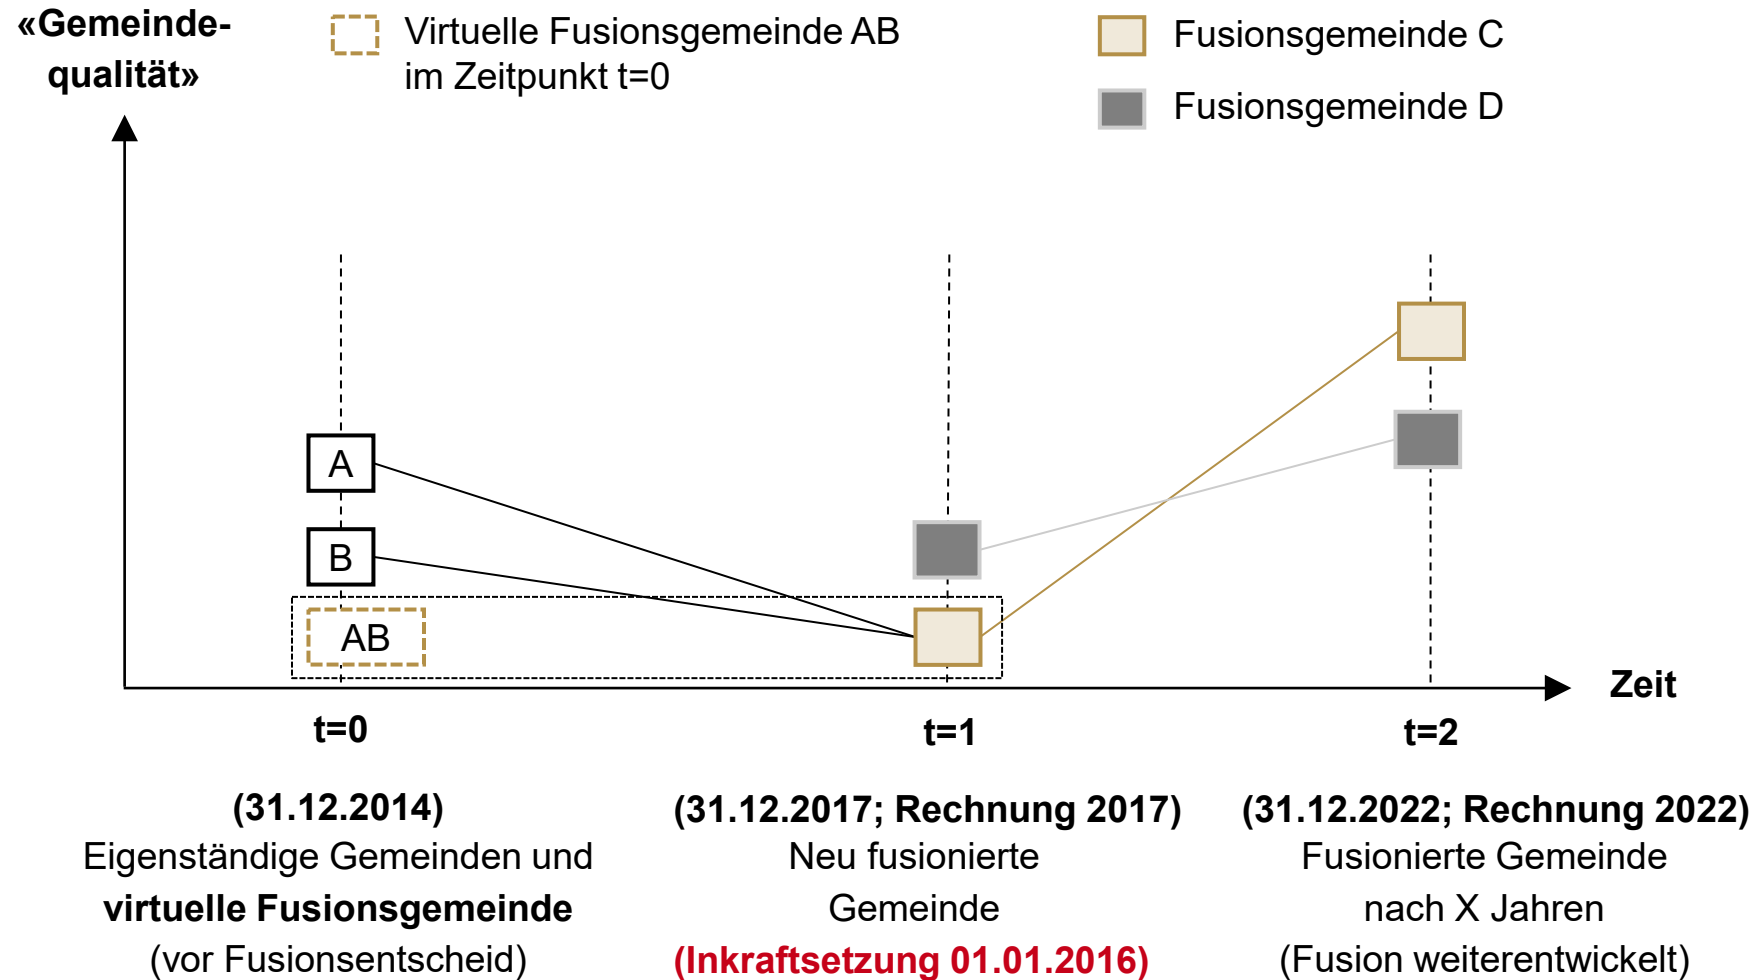 «Gemeinde-
qualität»
Virtuelle Fusionsgemeinde AB
im Zeitpunkt t=0
Fusionsgemeinde C
Fusionsgemeinde D
A
B
AB
Zeit
t=0
t=1
t=2
(31.12.2014)
Eigenständige Gemeinden und
virtuelle Fusionsgemeinde
(vor Fusionsentscheid)
(31.12.2017; Rechnung 2017)
Neu fusionierte
Gemeinde
(Inkraftsetzung 01.01.2016)
(31.12.2022; Rechnung 2022)
Fusionierte Gemeinde
nach X Jahren
(Fusion weiterentwickelt)